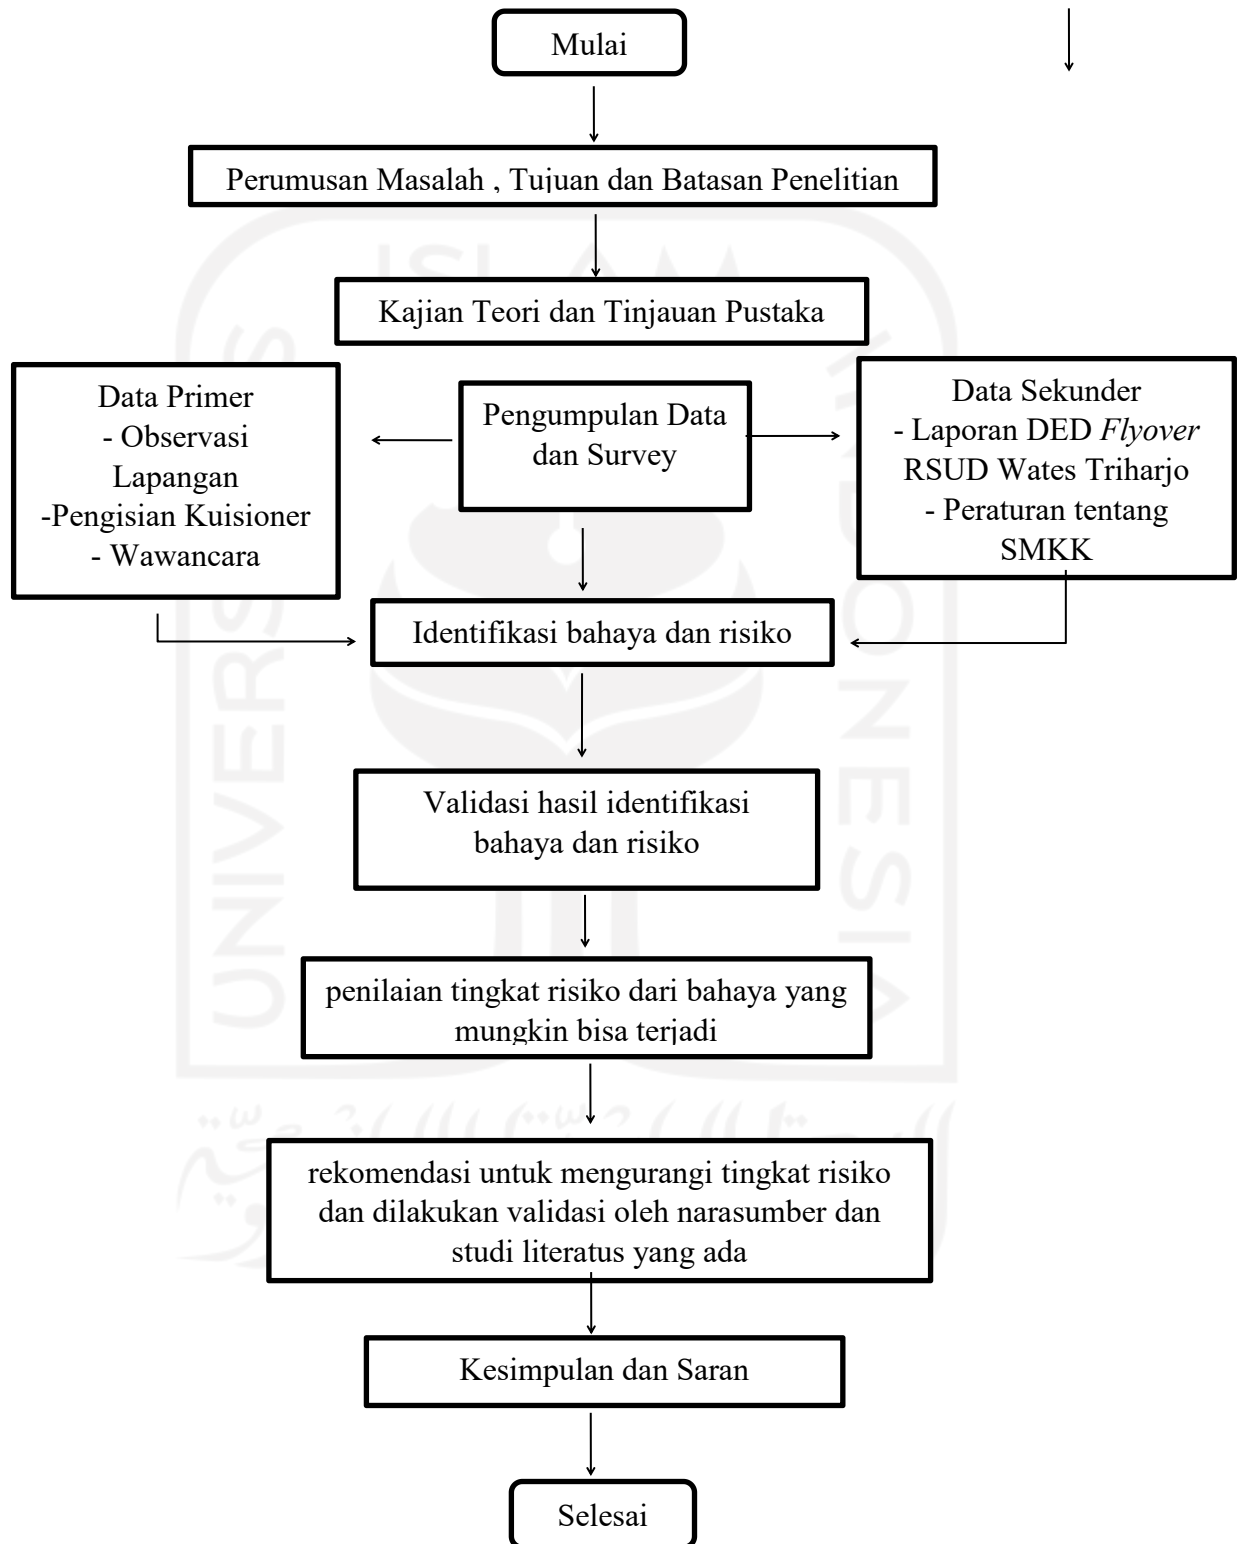 Mulai
Perumusan Masalah , Tujuan dan Batasan Penelitian
Kajian Teori dan Tinjauan Pustaka
Data Primer
- Observasi
Lapangan
-Pengisian Kuisioner
- Wawancara
Pengumpulan Data
dan Survey
Data Sekunder
- Laporan DED Flyover
RSUD Wates Triharjo
- Peraturan tentang
SMKK
Identifikasi bahaya dan risiko
Validasi hasil identifikasi
bahaya dan risiko
penilaian tingkat risiko dari bahaya yang
mungkin bisa terjadi
rekomendasi untuk mengurangi tingkat risiko
dan dilakukan validasi oleh narasumber dan
studi literatus yang ada
Kesimpulan dan Saran
Selesai
ISLAM
UNIVERS
INDONESIA